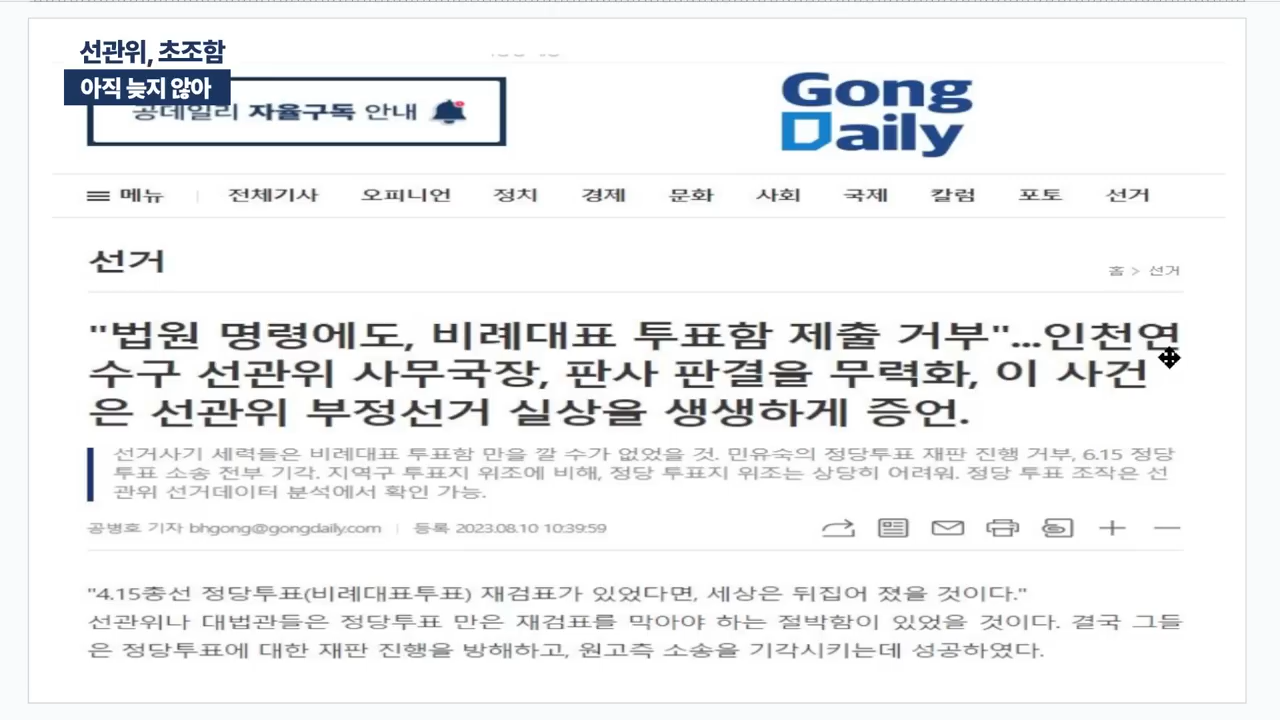 선관위, 초조함
아직 늦지 않아
공데일리 자율구독 안내
Gong
Daily
메뉴 전체기사 오피니언 정치 경제 문화 사회 국제 칼럼 포토 선거
선거
홈 > 선거
"법원 명령에도, 비례대표 투표함 제출 거부"...인천연
수구 선관위 사무국장, 판사 판결을 무력화, 이 사건
은 선관위 부정선거 실상을 생생하게 증언.
선거사기 세력들은 비례대표 투표함 만을 깔 수가 없었을 것. 민유숙의 정당투표 재판 진행 거부, 6.15 정당
투표 소송 전부 기각. 지역구 투표지 위조에 비해, 정당 투표지 위조는 상당히 어려워. 정당 투표 조작은 선
관위 선거데이터 분석에서 확인 가능.
공병호 기자 bhgong@gongdaily.com 등록 2023.08.10 10:39:59
"4.15총선 정당투표(비례대표투표) 재검표가 있었다면, 세상은 뒤집어 졌을 것이다."
선관위나 대법관들은 정당투표 만은 재검표를 막아야 하는 절박함이 있었을 것이다. 결국 그들
은 정당투표에 대한 재판 진행을 방해하고, 원고측 소송을 기각시키는데 성공하였다.